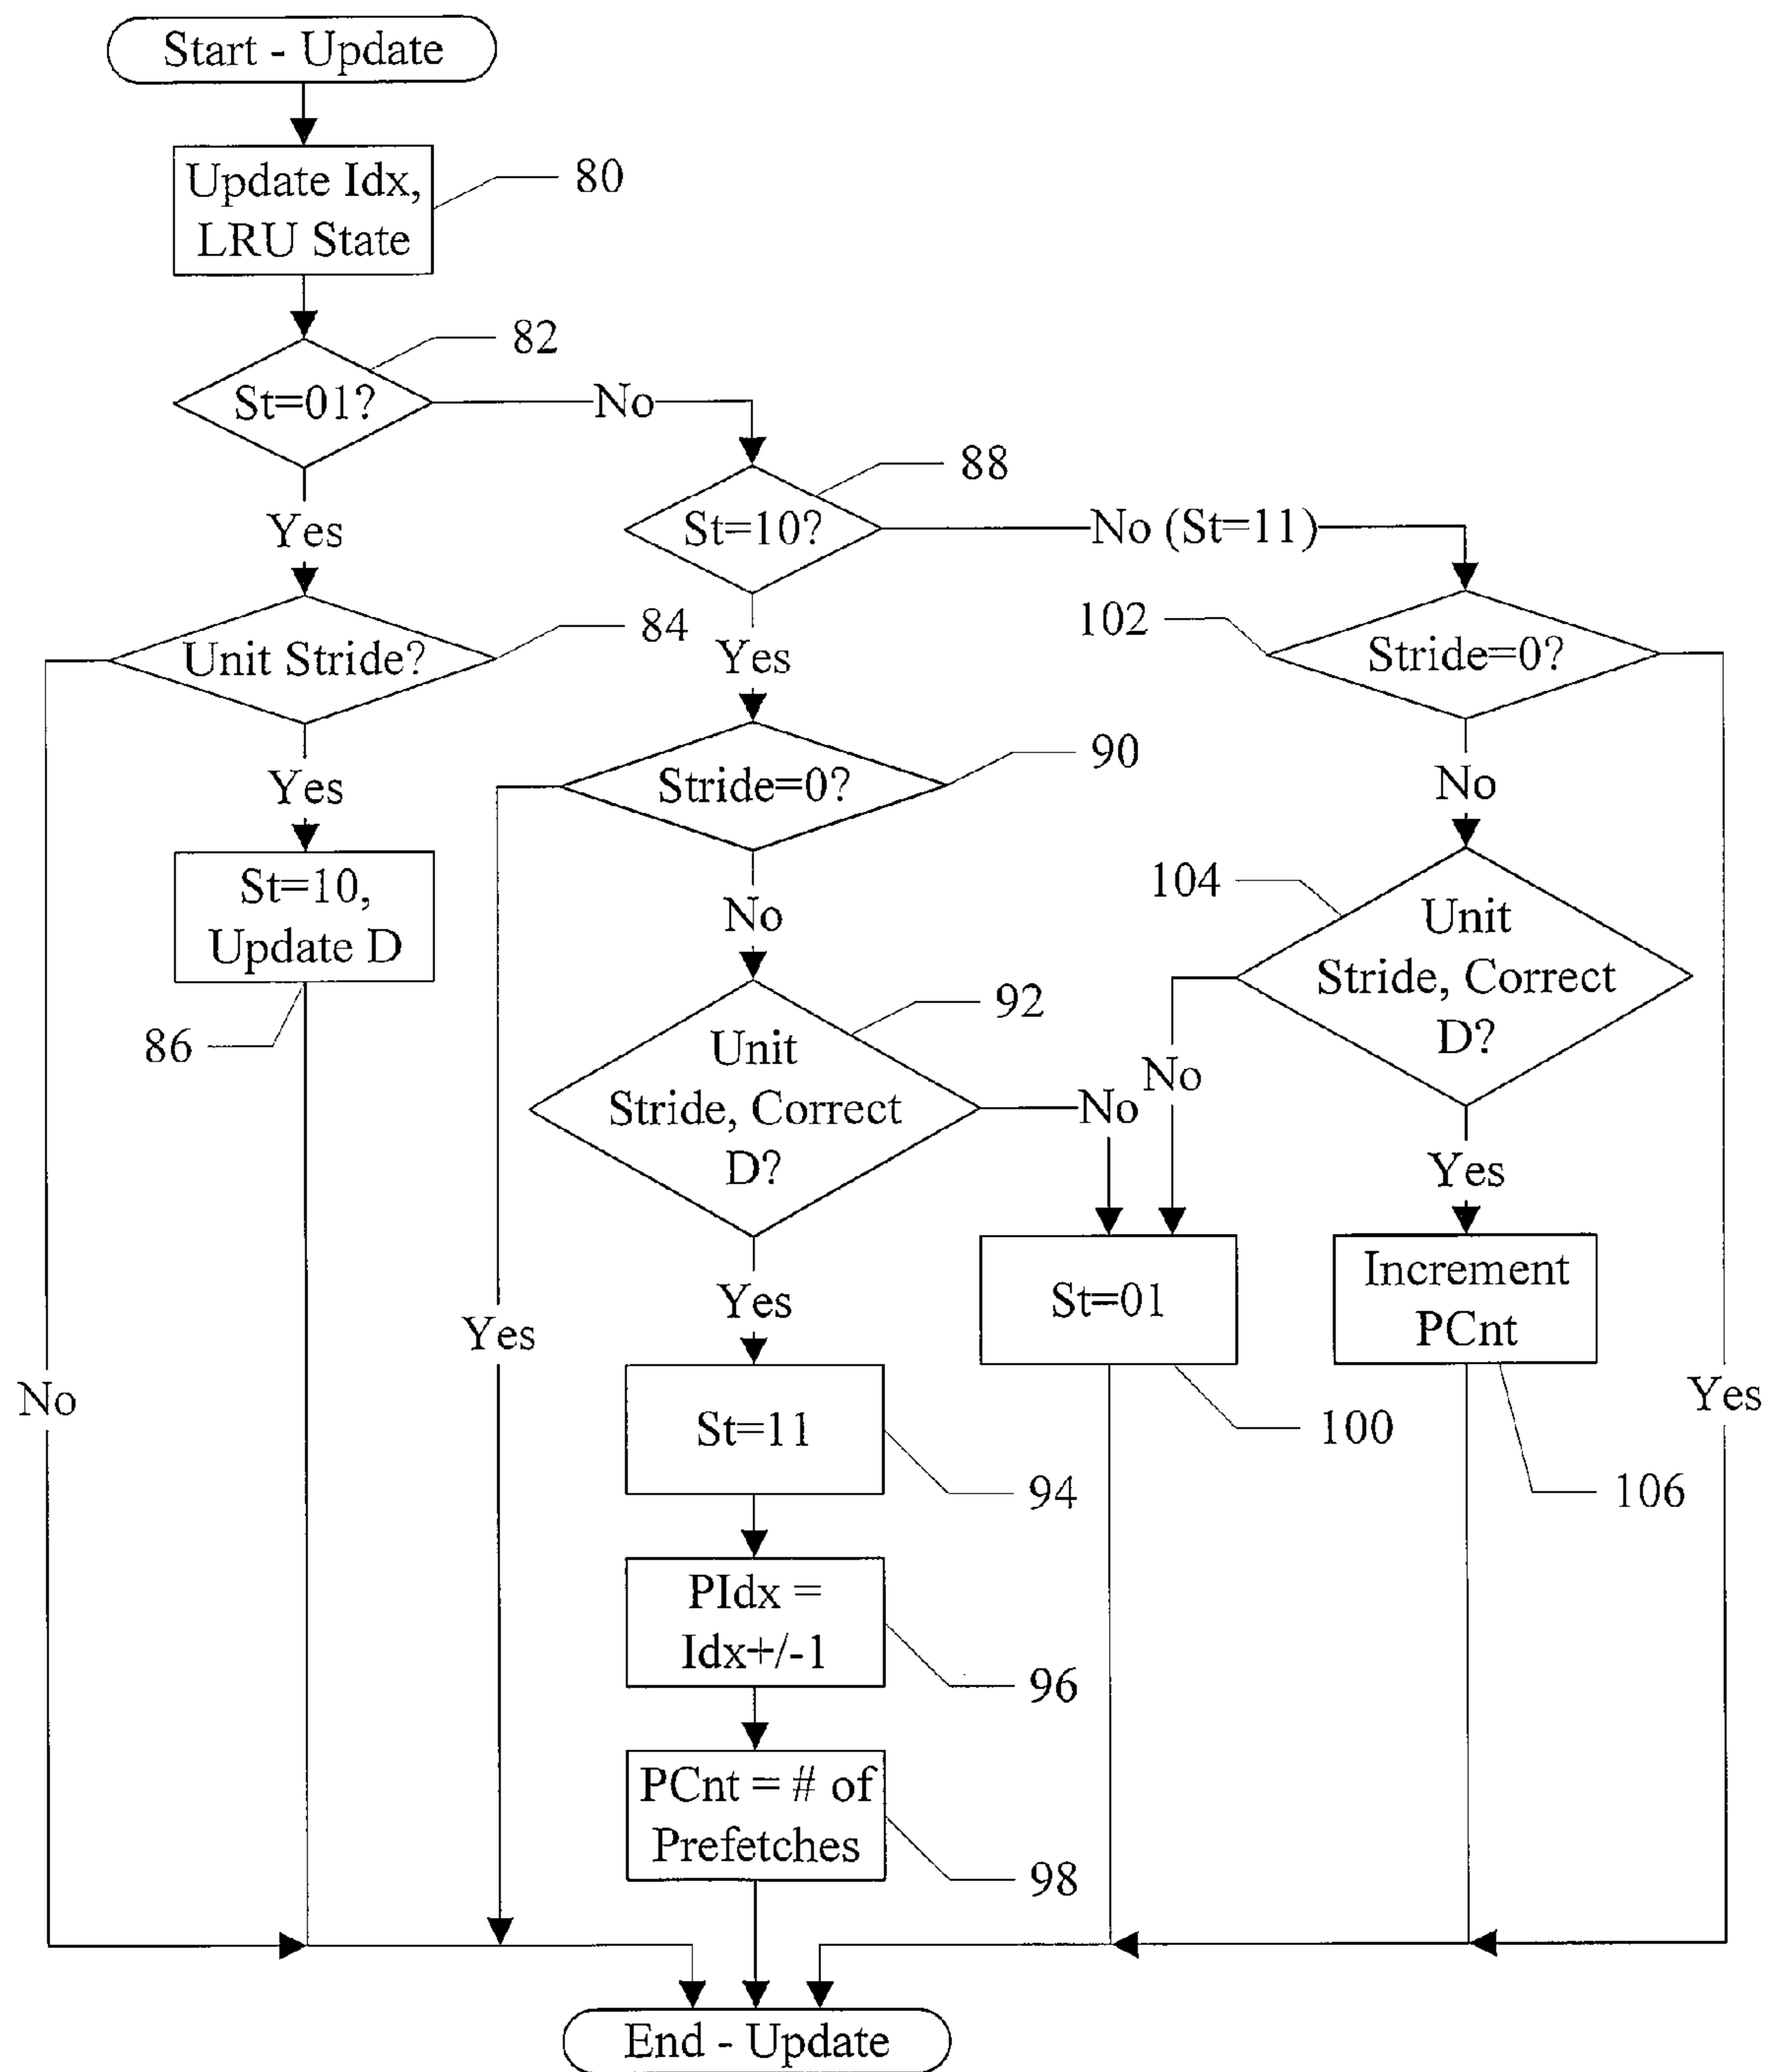 Start - Update
Update Idx,
LRU State
80
St=01?
82
No
Yes
St=10?
88
No (St=11)
Unit Stride?
84
Yes
Yes
Stride=0?
102
No
St=10,
Update D
86
Stride=0?
90
No
Unit
Stride, Correct
D?
104
No
Yes
Unit
Stride, Correct
D?
92
No
Yes
Yes
No
St=01
100
Increment
PCnt
106
Yes
St=11
94
PIdx =
Idx+/-1
96
PCnt = # of
Prefetches
98
End - Update